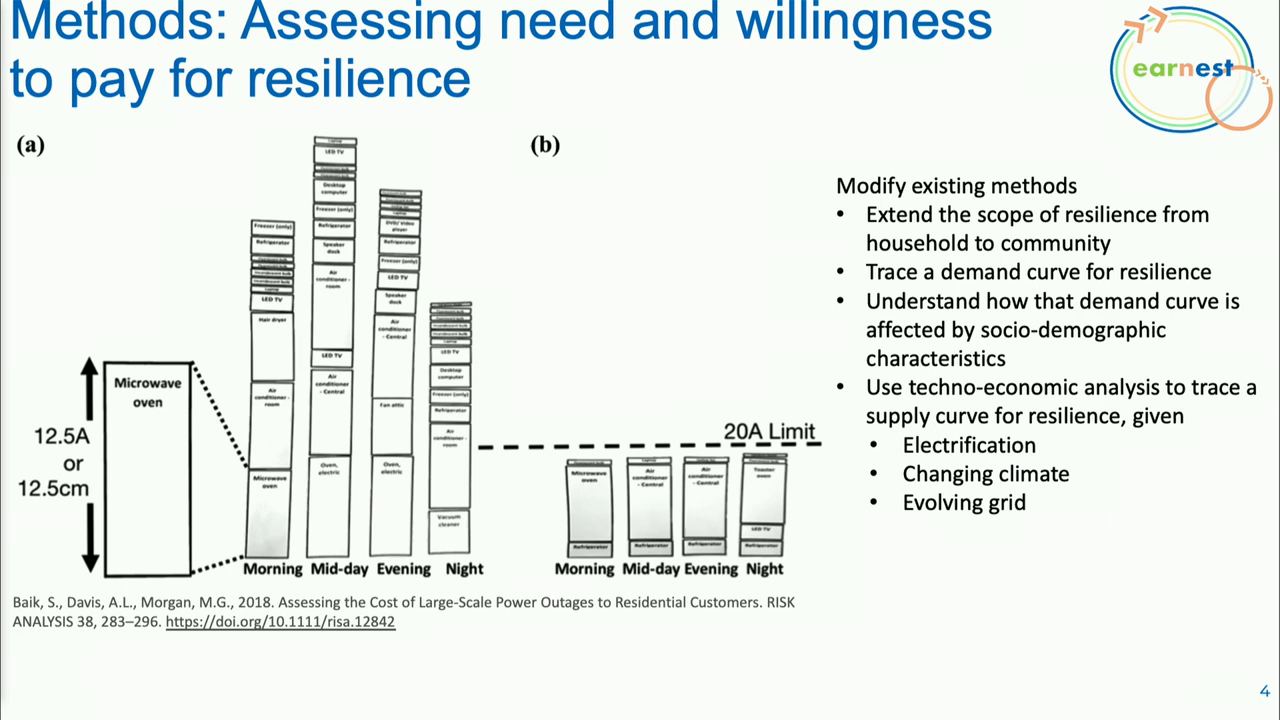 Methods: Assessing need and willingness
to pay for resilience
earnest
(a)
(b)
Microwave
oven
12.5A
or
12.5cm
LED TV
Desktop
computer
Freezer (only)
Refrigerator
Speaker
dock
Air
conditioner -
room
LED TV
Air
conditioner
- Central
Oven,
electric
Freezer (only)
Refrigerator
LED TV
Hair dryer
Air
conditioner -
room
Microwave
oven
DVD/ Video
player
Refrigerator
Freezer (only)
LED TV
Speaker
dock
Air
conditioner
- Central
Fan attic
Oven,
electric
LED TV
Desktop
computer
Freezer (only)
Refrigerator
Air
conditioner -
room
Vacuum
cleaner
Morning Mid-day Evening Night
20A Limit
Microwave
oven
Refrigerator
Air
conditioner
- Central
Refrigerator
Air
conditioner
- Central
Refrigerator
Toaster
oven
LED TV
Refrigerator
Morning Mid-day Evening Night
Modify existing methods
• Extend the scope of resilience from
household to community
• Trace a demand curve for resilience
• Understand how that demand curve is
affected by socio-demographic
characteristics
• Use techno-economic analysis to trace a
supply curve for resilience, given
• Electrification
• Changing climate
• Evolving grid
Baik, S., Davis, A.L., Morgan, M.G., 2018. Assessing the Cost of Large-Scale Power Outages to Residential Customers. RISK
ANALYSIS 38, 283–296. https://doi.org/10.1111/risa.12842
4